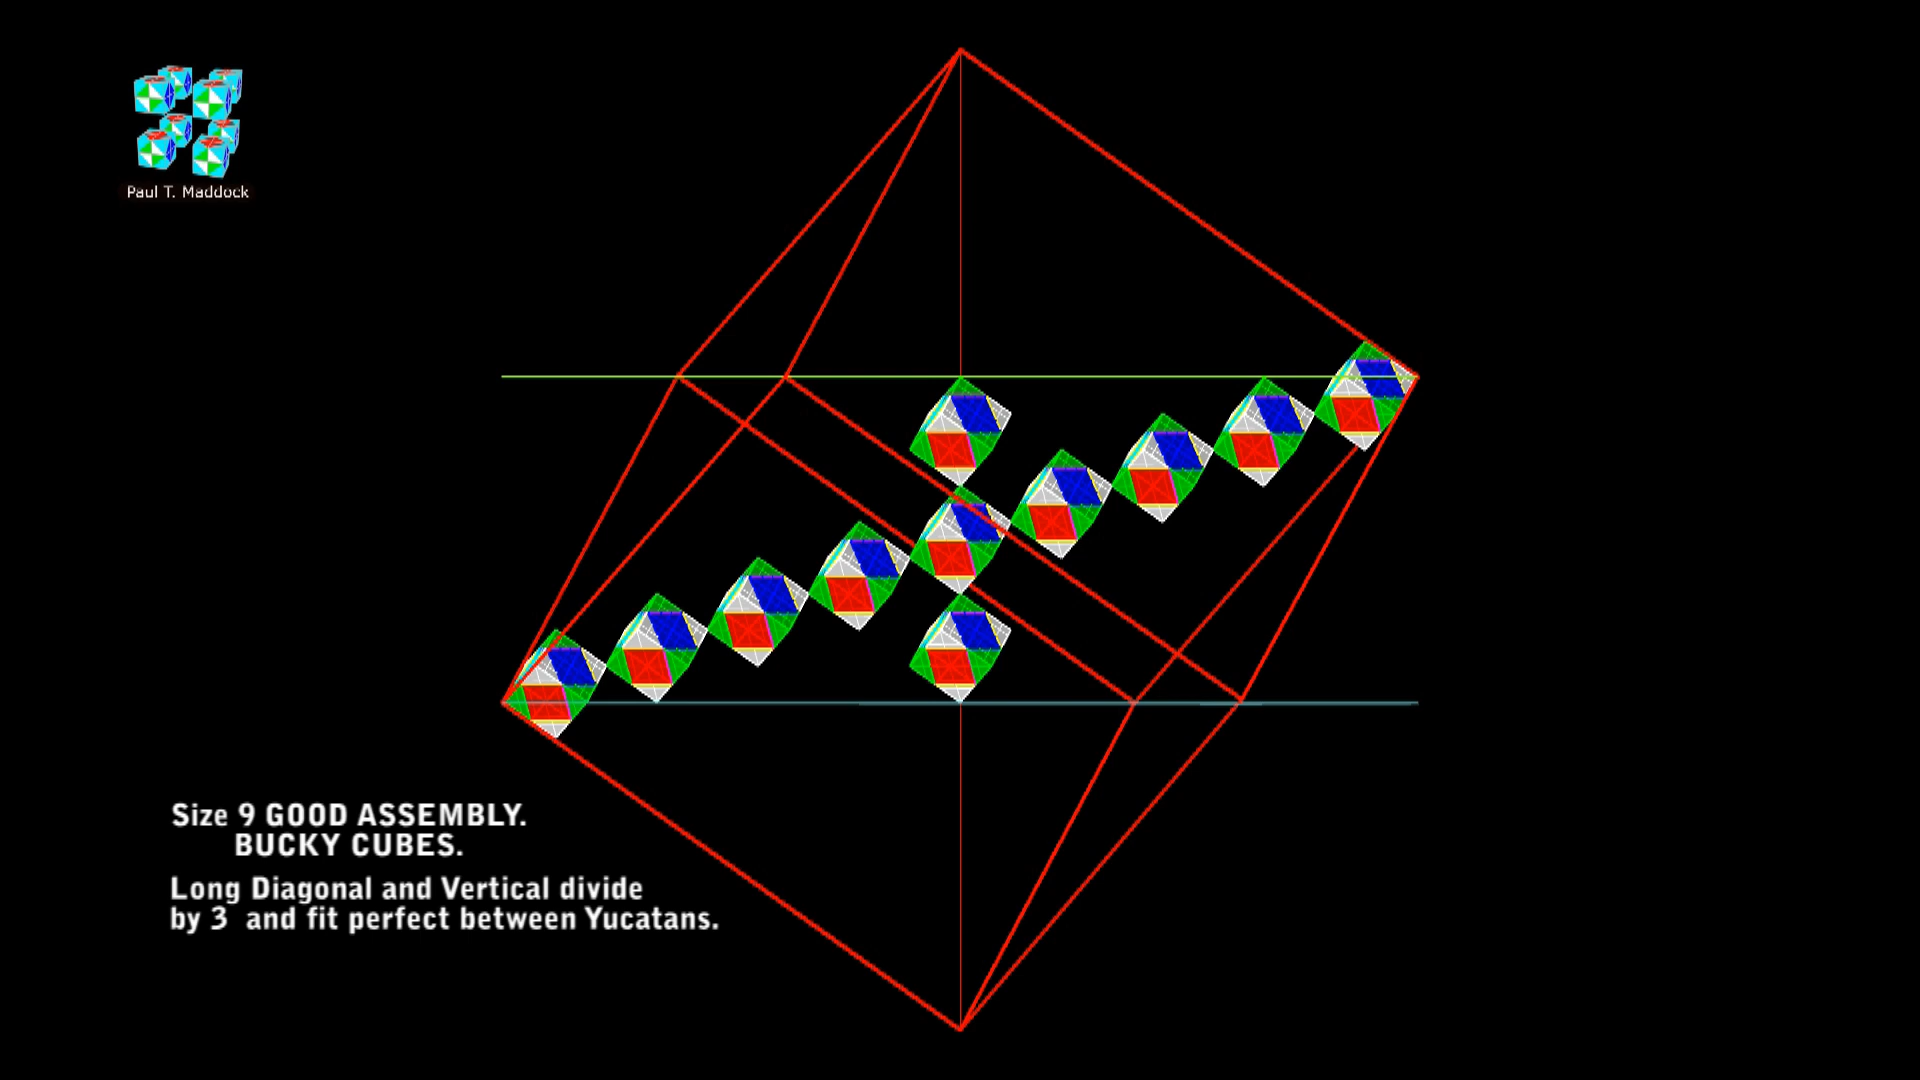 Paul T. Maddock
Size 9 GOOD ASSEMBLY.
BUCKY CUBES.
Long Diagonal and Vertical divide
by 3 and fit perfect between Yucatans.